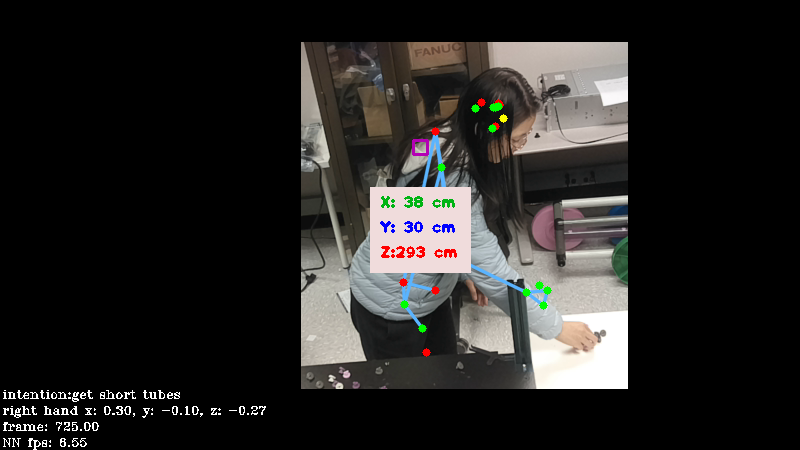 FANUC
X: 38 cm
Y: 30 cm
Z:293 cm
intention:get short tubes
right hand x: 0.30, y: −0.10, z: −0.27
frame: 725.00
NN fps: 6.55